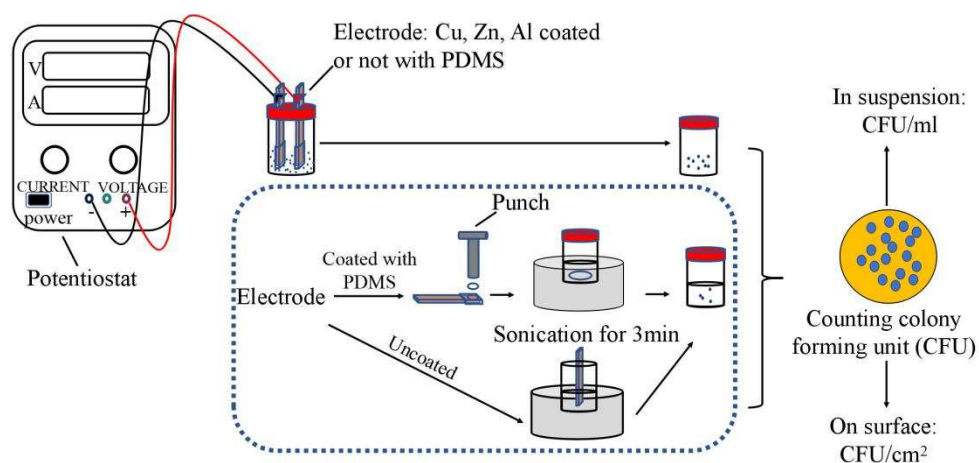 Electrode: Cu, Zn, Al coated
or not with PDMS
V
A
CURRENT VOLTAGE
power
- +
Potentiostat
In suspension:
CFU/ml
Punch
Coated with
PDMS
Electrode
Sonication for 3min
Uncoated
Counting colony
forming unit (CFU)
On surface:
CFU/cm²